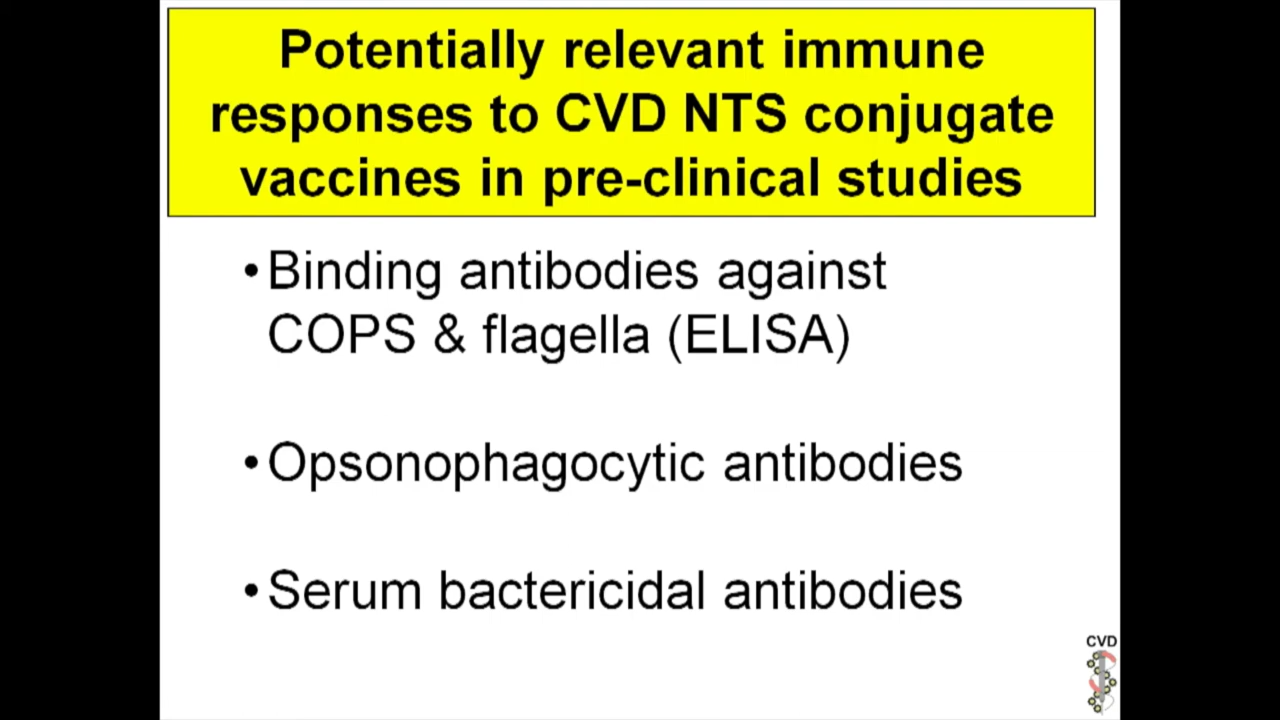 Potentially relevant immune
responses to CVD NTS conjugate
vaccines in pre-clinical studies
•Binding antibodies against
COPS & flagella (ELISA)
•Opsonophagocytic antibodies
•Serum bactericidal antibodies
CVD